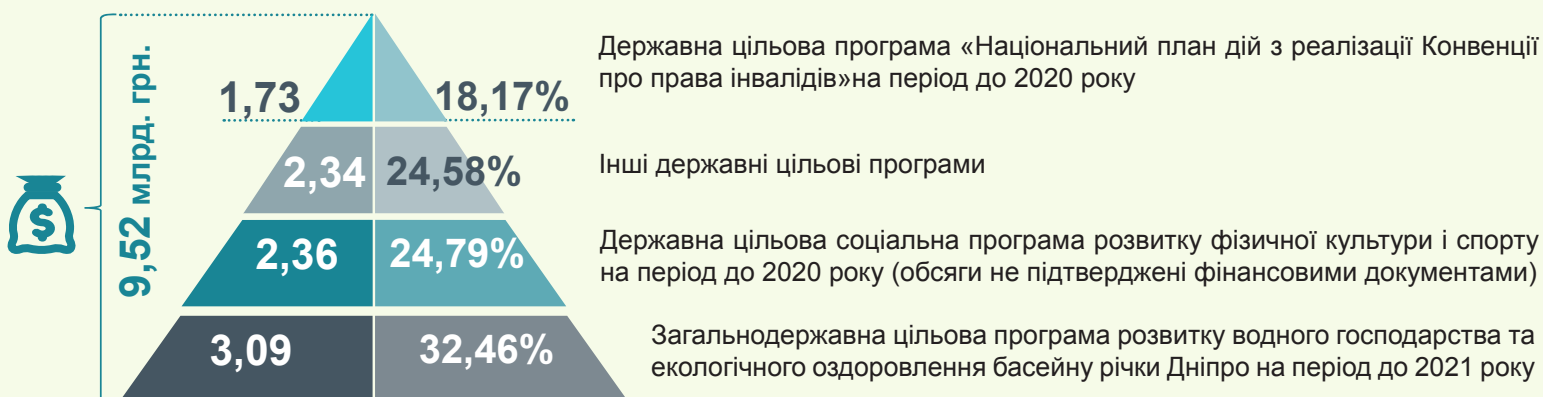 9,52 млрд. грн.
$
1,73 18,17%
Державна цільова програма «Національний план дій з реалізації Конвенції
про права інвалідів»на період до 2020 року
2,34 24,58%
Інші державні цільові програми
2,36 24,79%
Державна цільова соціальна програма розвитку фізичної культури і спорту
на період до 2020 року (обсяги не підтверджені фінансовими документами)
3,09 32,46%
Загальнодержавна цільова програма розвитку водного господарства та
екологічного оздоровлення басейну річки Дніпро на період до 2021 року